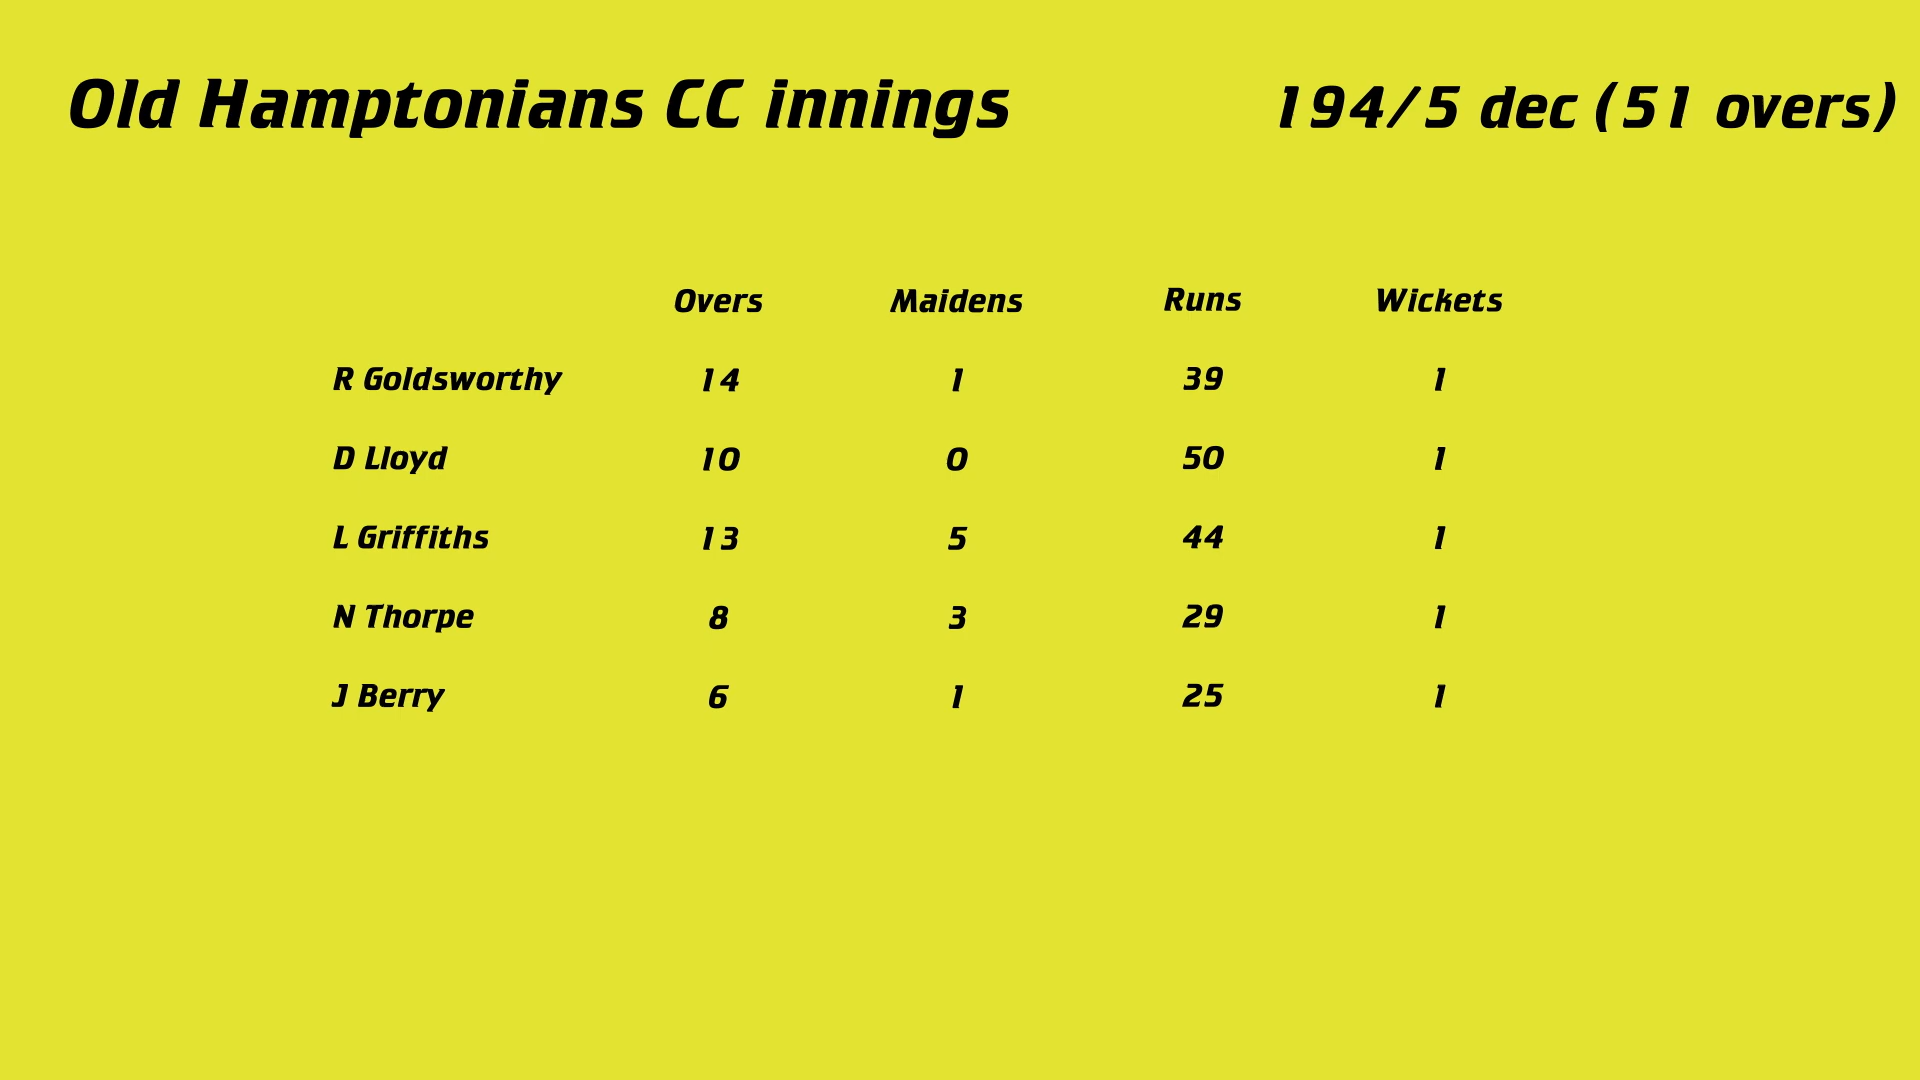 Old Hamptonians CC innings 194/5 dec (51 overs)
Overs Maidens Runs Wickets
R Goldsworthy 14 1 39 1
D Lloyd 10 0 50 1
L Griffiths 13 5 44 1
N Thorpe 8 3 29 1
J Berry 6 1 25 1